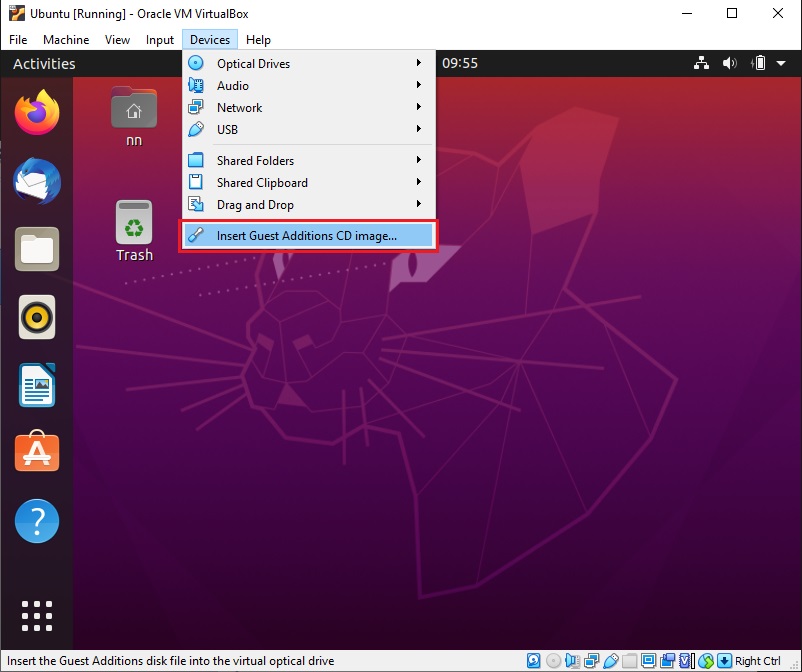 Ubuntu [Running] - Oracle VM VirtualBox
File Machine View Input Devices Help
Activities 09:55
Optical Drives
Audio
Network
USB
Shared Folders
Shared Clipboard
Drag and Drop
Insert Guest Additions CD image...
nn
Trash
Insert the Guest Additions disk file into the virtual optical drive Right Ctrl